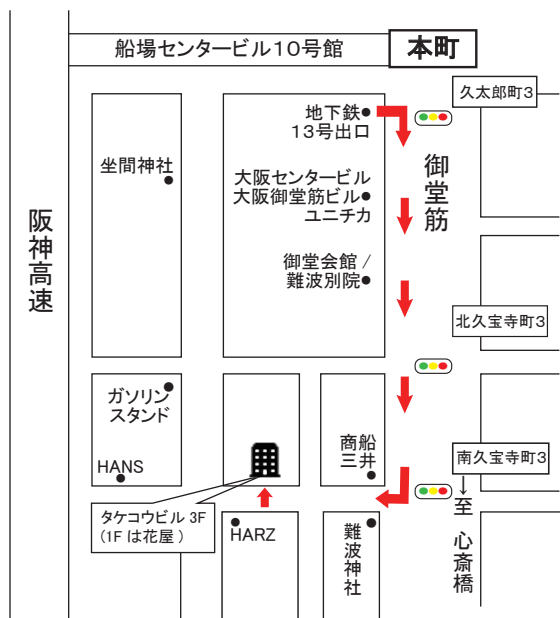 船場センタービル10号館
本町
久太郎町3
地下鉄
13号出口
坐間神社
大阪センタービル
大阪御堂筋ビル
ユニチカ
御堂筋
阪神高速
御堂会館 /
難波別院
北久宝寺町3
ガソリン
スタンド
商船
三井
南久宝寺町3
HANS
タケコウビル 3F
(1F は花屋 )
HARZ
難波神社
↓
至 心斎橋